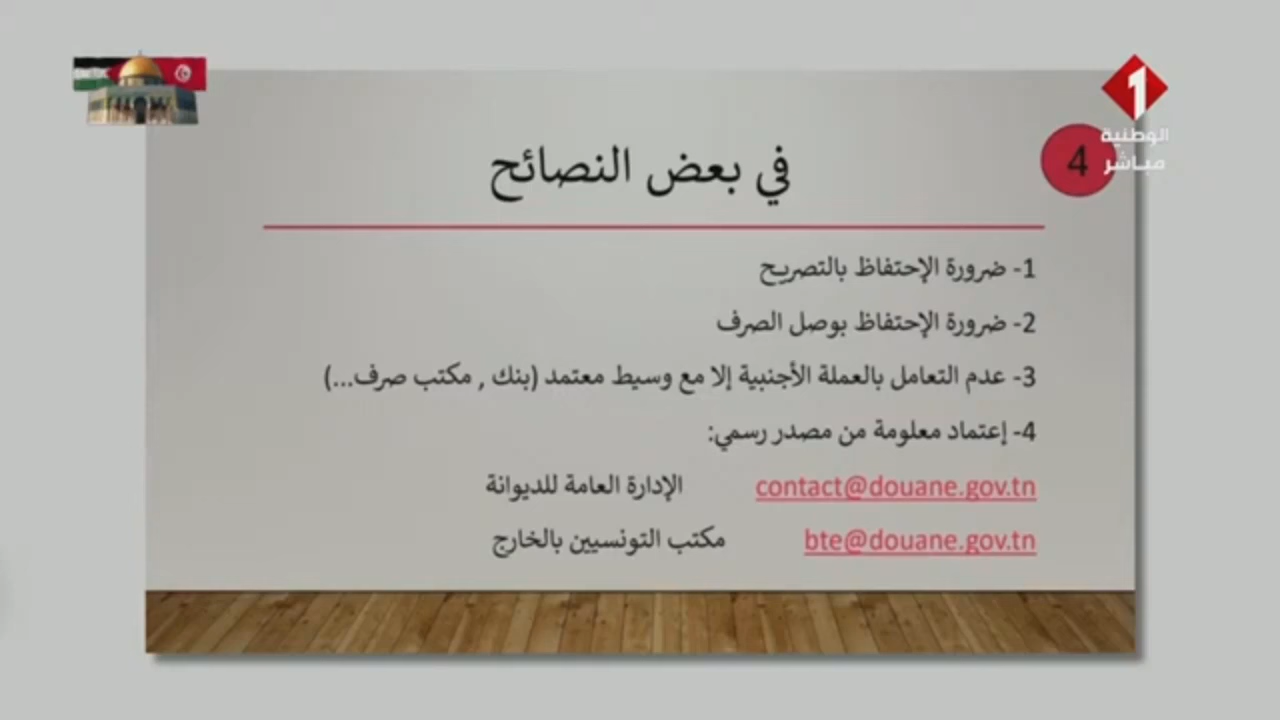 1
الوطنية
مباشر
4
في بعض النصائح
1- ضرورة الإحتفاظ بالتصريح
2- ضرورة الإحتفاظ بوصل الصرف
3- عدم التعامل بالعملة الأجنبية إلا مع وسيط معتمد (بنك , مكتب صرف...)
4- إعتماد معلومة من مصدر رسمي:
contact@douane.gov.tn الإدارة العامة للديوانة
bte@douane.gov.tn مكتب التونسيين بالخارج